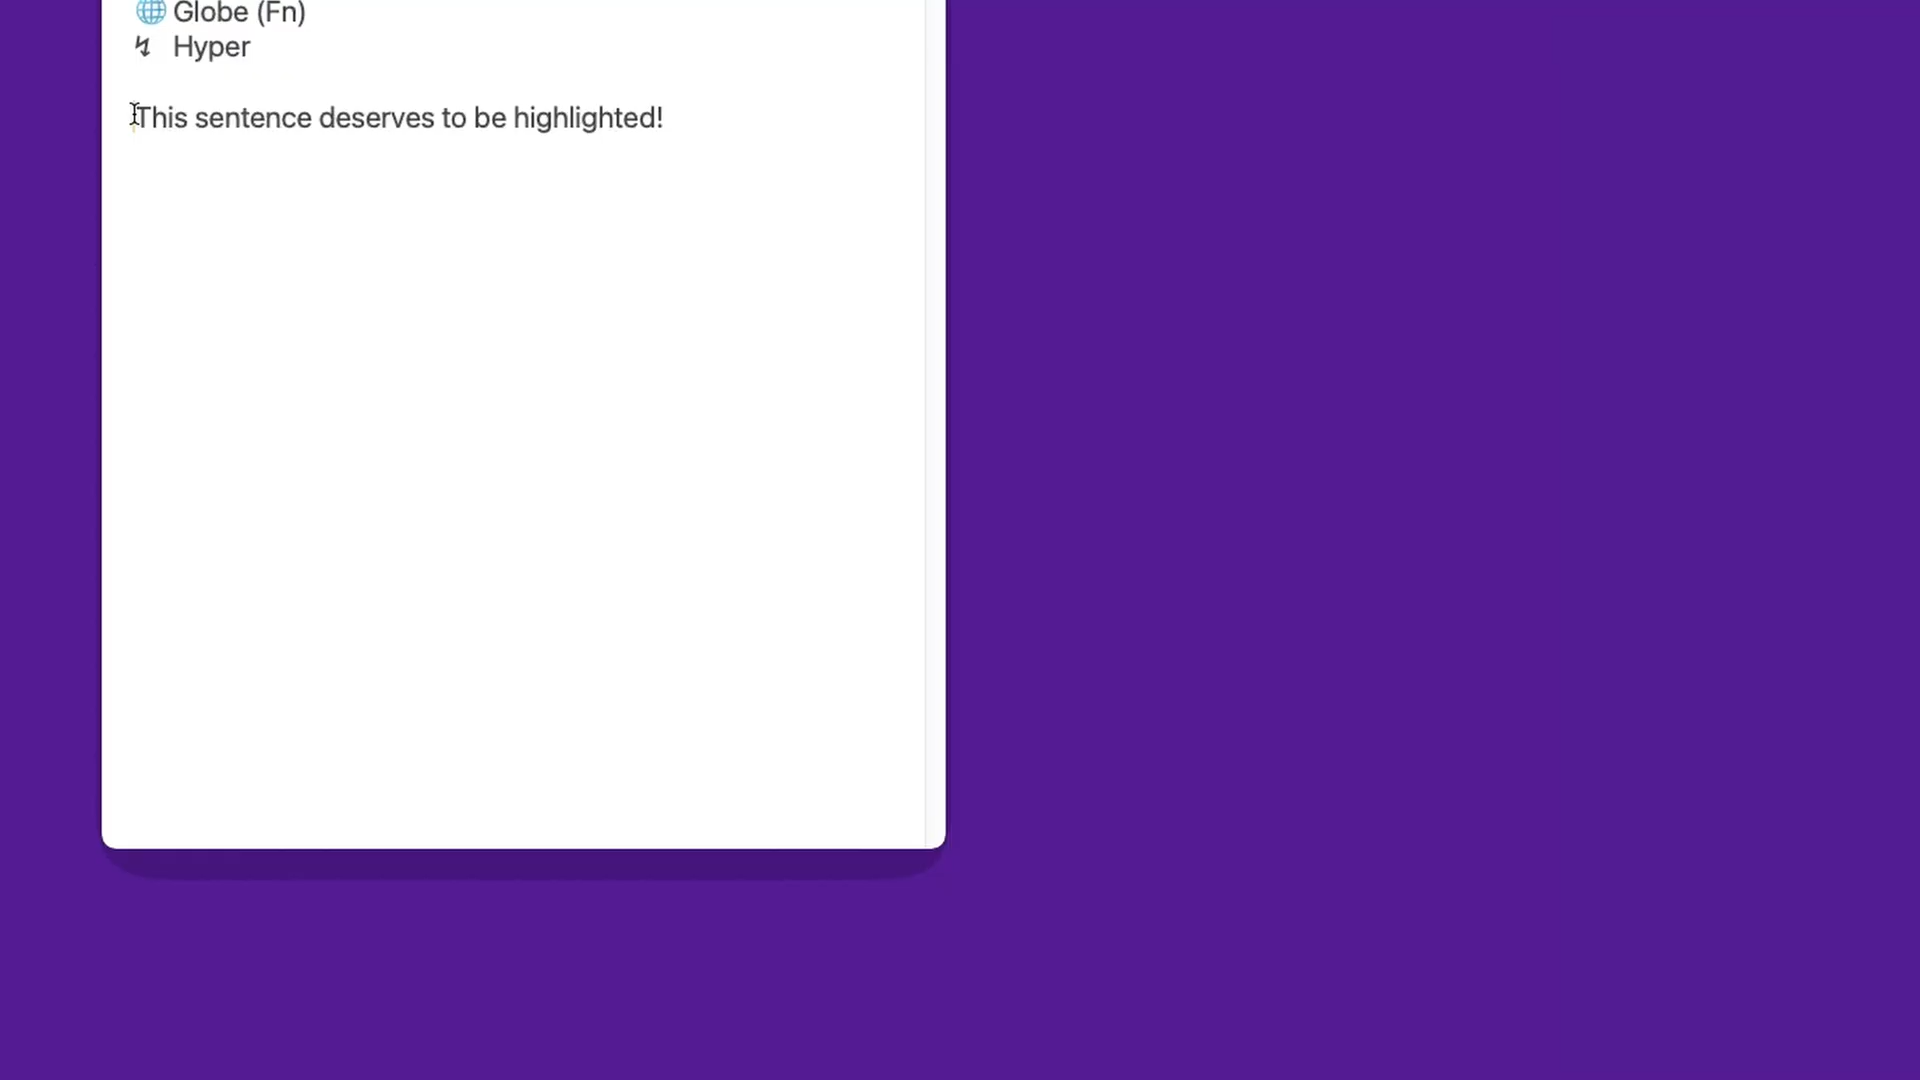 🌐 Globe (Fn)
↯ Hyper
This sentence deserves to be highlighted!